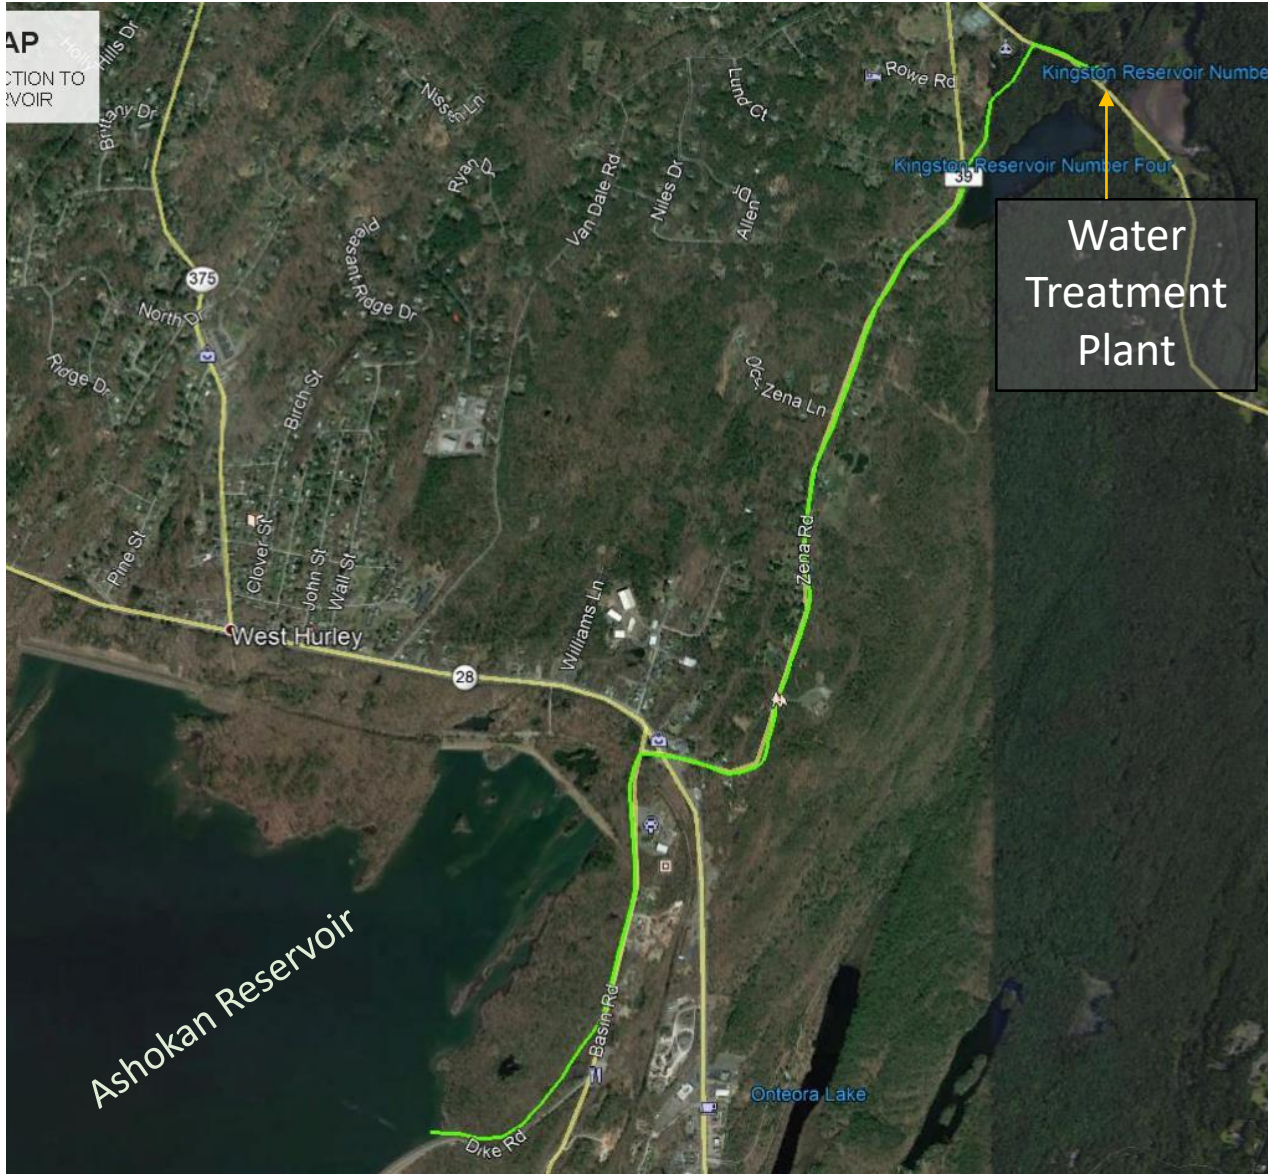 AP
CTION TO
RVOIR
Holly Hills Dr
Brittany Dr
Nissen Ln
Lund Ct
Rowe Rd
Kingston Reservoir Numbe
Ryan D
Van Dale Rd
Niles Dr
Allen Dr
Kingston Reservoir Number Four
39
Water
Treatment
Plant
Pleasant Ridge Dr
375
North Dr
Ridge Dr
Birch St
Zena Ln
Zena Rd
Pine St
Clover St
John St
Wall St
Williams Ln
West Hurley
28
Ashokan Reservoir
Basin Rd
Onteora Lake
Dike Rd